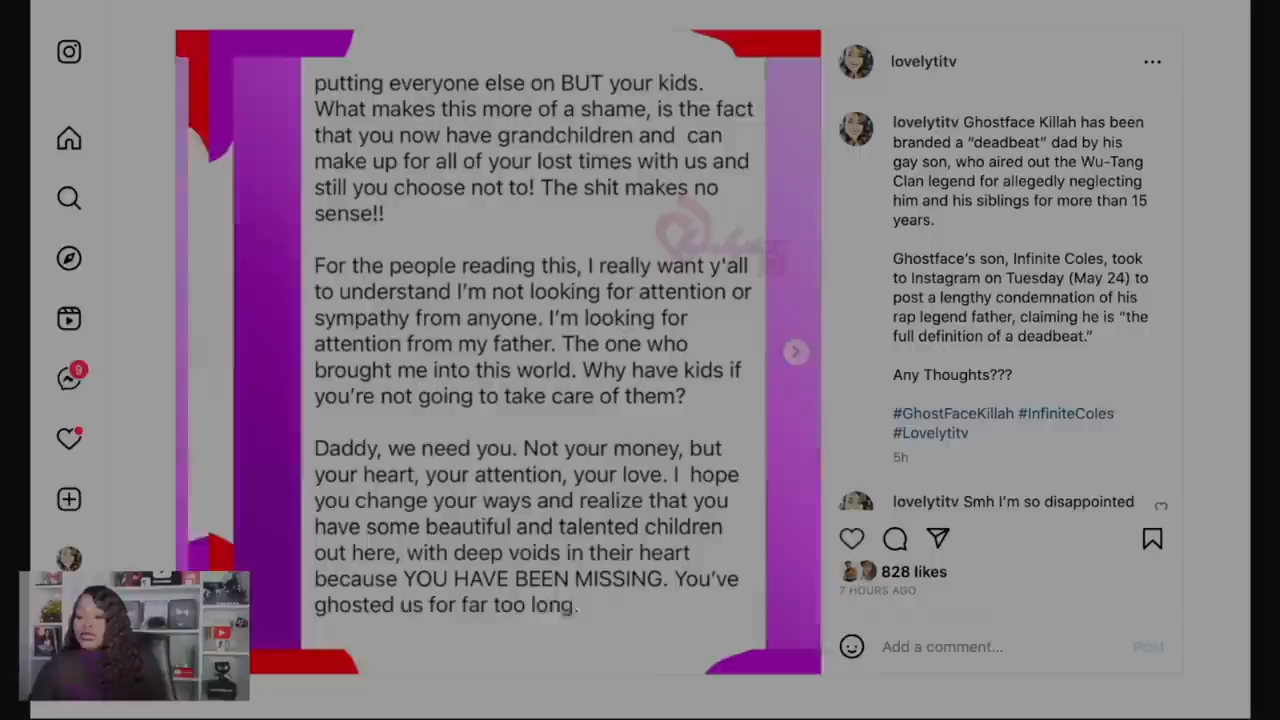 putting everyone else on BUT your kids.
What makes this more of a shame, is the fact
that you now have grandchildren and can
make up for all of your lost times with us and
still you choose not to! The shit makes no
sense!!
For the people reading this, I really want y'all
to understand I'm not looking for attention or
sympathy from anyone. I'm looking for
attention from my father. The one who
brought me into this world. Why have kids if
you're not going to take care of them?
Daddy, we need you. Not your money, but
your heart, your attention, your love. I hope
you change your ways and realize that you
have some beautiful and talented children
out here, with deep voids in their heart
because YOU HAVE BEEN MISSING. You've
ghosted us for far too long.
9
lovelytitv
lovelytitv Ghostface Killah has been
branded a “deadbeat” dad by his
gay son, who aired out the Wu-Tang
Clan legend for allegedly neglecting
him and his siblings for more than 15
years.
Ghostface's son, Infinite Coles, took
to Instagram on Tuesday (May 24) to
post a lengthy condemnation of his
rap legend father, claiming he is “the
full definition of a deadbeat.”
Any Thoughts???
#GhostFaceKillah #InfiniteColes
#Lovelytitv
5h
lovelytitv Smh I'm so disappointed
828 likes
7 HOURS AGO
Add a comment...
Post